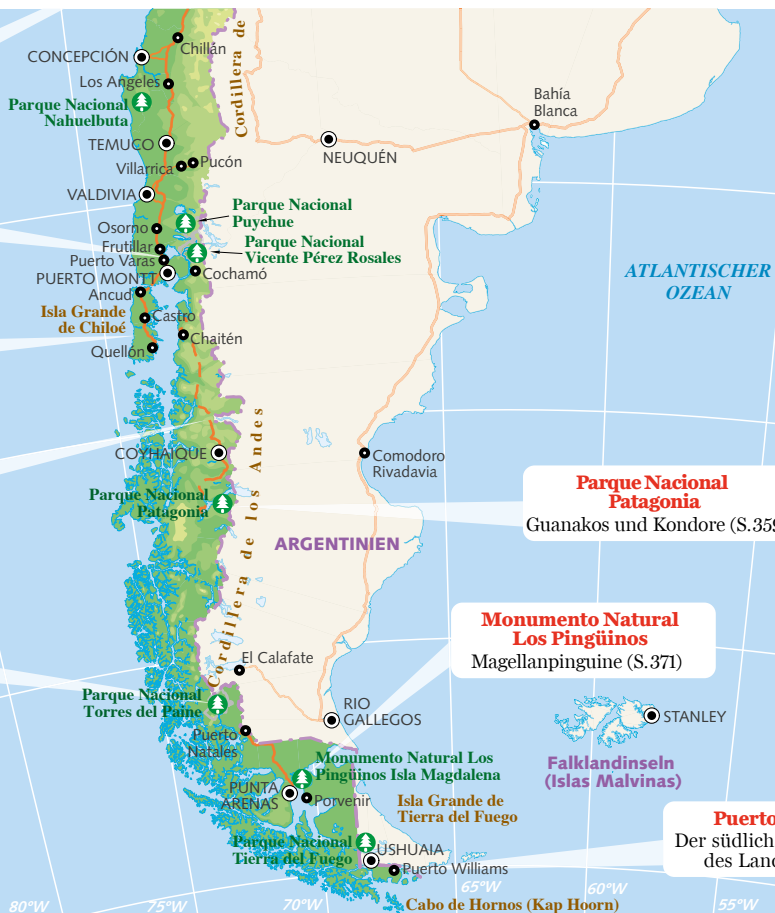 Chillán
CONCEPCIÓN
Los Angeles
Cordillera de
Parque Nacional
Nahuelbuta
Bahía
Blanca
TEMUCO
NEUQUÉN
Villarrica
Pucón
VALDIVIA
Parque Nacional
Puyehue
Osorno
Frutillar
Parque Nacional
Vicente Pérez Rosales
Puerto Varas
PUERTO MONTT
Cochamó
ATLANTISCHER
OZEAN
Ancud
Isla Grande
de Chiloé
Castro
Chaitén
Quellón
COYHAIQUE
Comodoro
Rivadavia
Cordillera de los Andes
Parque Nacional
Patagonia
Parque Nacional
Patagonia
Guanakos und Kondore (S.359
ARGENTINIEN
Monumento Natural
Los Pingüinos
Magellanpinguine (S.371)
El Calafate
Parque Nacional
Torres del Paine
RIO
GALLEGOS
STANLEY
Puerto
Natales
Falklandinseln
(Islas Malvinas)
Monumento Natural Los
Pingüinos Isla Magdalena
PUNTA
ARENAS
Porvenir
Isla Grande de
Tierra del Fuego
Puerto
Der südlich
des Land
Parque Nacional
Tierra del Fuego
USHUAIA
Puerto Williams
Cabo de Hornos (Kap Hoorn)
80°W
75°W
70°W
65°W
60°W
55°W